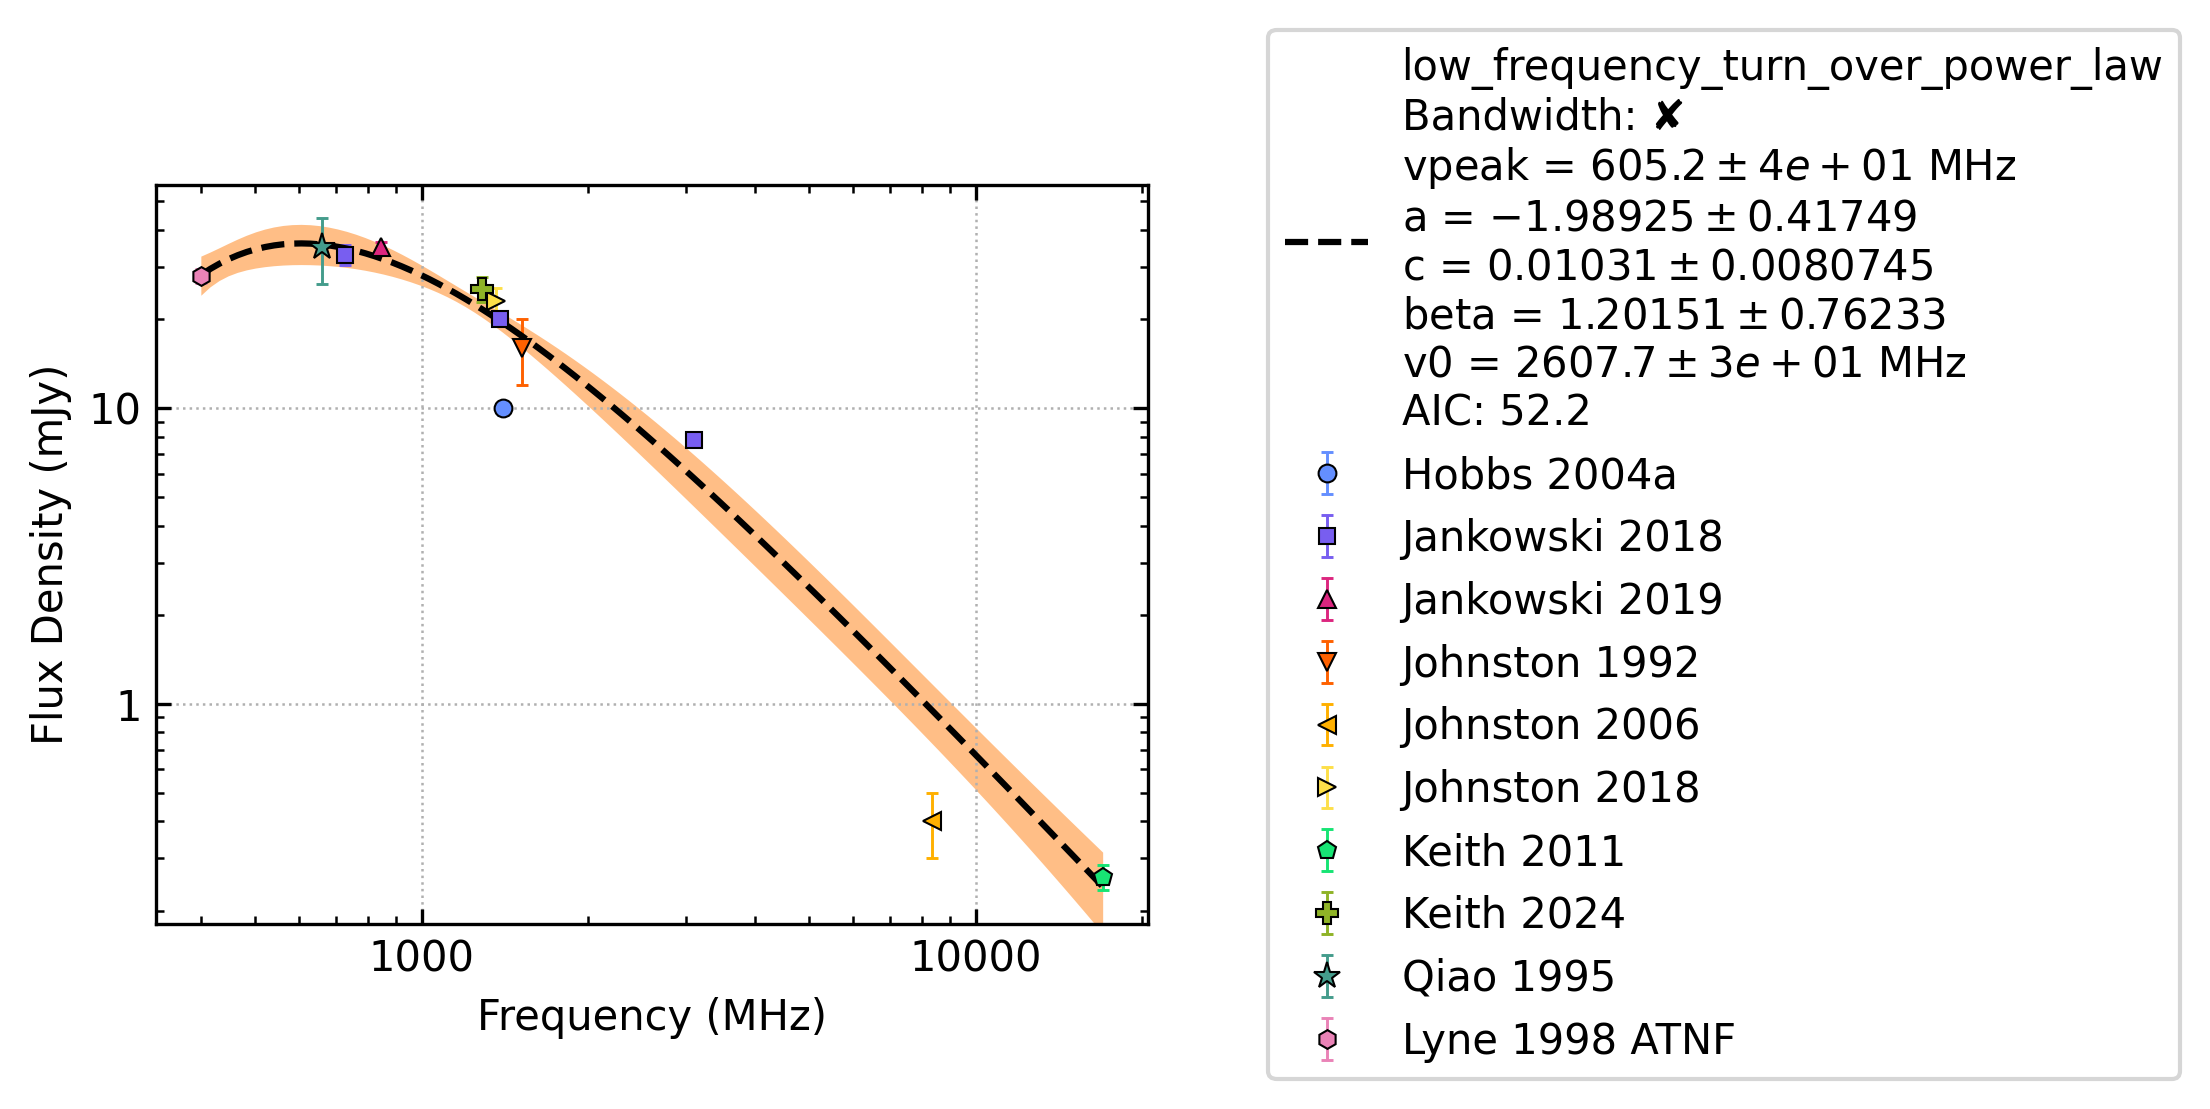 low_frequency_turn_over_power_law
Bandwidth: ✘
vpeak = 605.2 ± 4e + 01 MHz
a = −1.98925 ± 0.41749
c = 0.01031 ± 0.0080745
beta = 1.20151 ± 0.76233
v0 = 2607.7 ± 3e + 01 MHz
AIC: 52.2
Hobbs 2004a
Jankowski 2018
Jankowski 2019
Johnston 1992
Johnston 2006
Johnston 2018
Keith 2011
Keith 2024
Qiao 1995
Lyne 1998 ATNF
Flux Density (mJy)
10
1
1000
10000
Frequency (MHz)